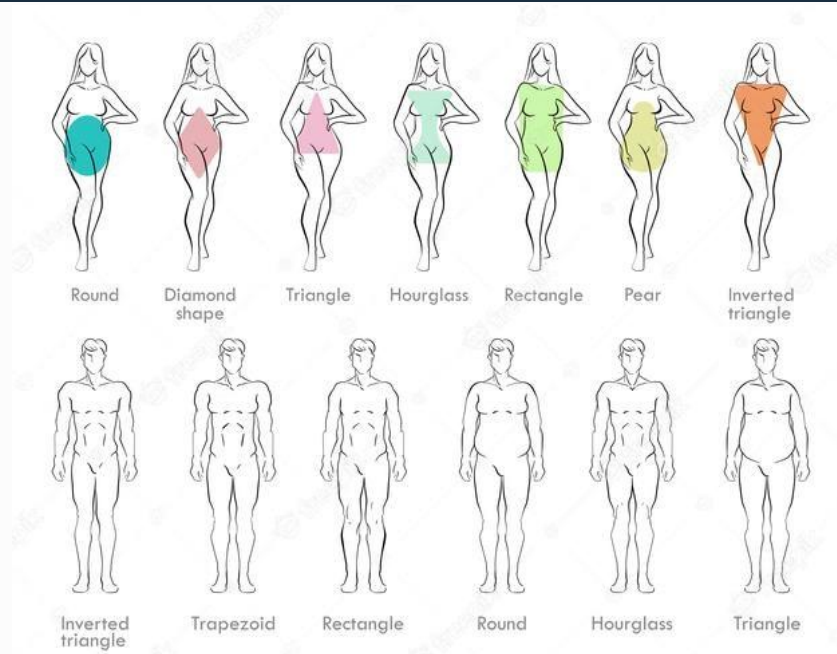 Round
Diamond
shape
Triangle
Hourglass
Rectangle
Pear
Inverted
triangle
Inverted
triangle
Trapezoid
Rectangle
Round
Hourglass
Triangle